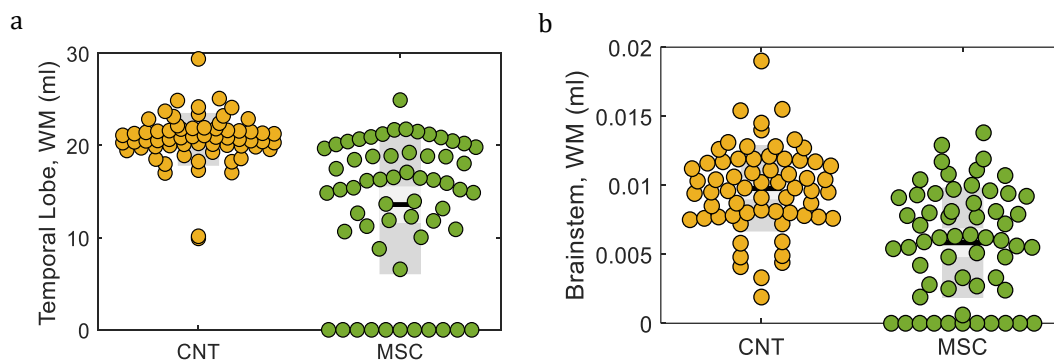 a
Temporal Lobe, WM (ml)
30
20
10
0
CNT
MSC
b
Brainstem, WM (ml)
0.02
0.015
0.01
0.005
0
CNT
MSC